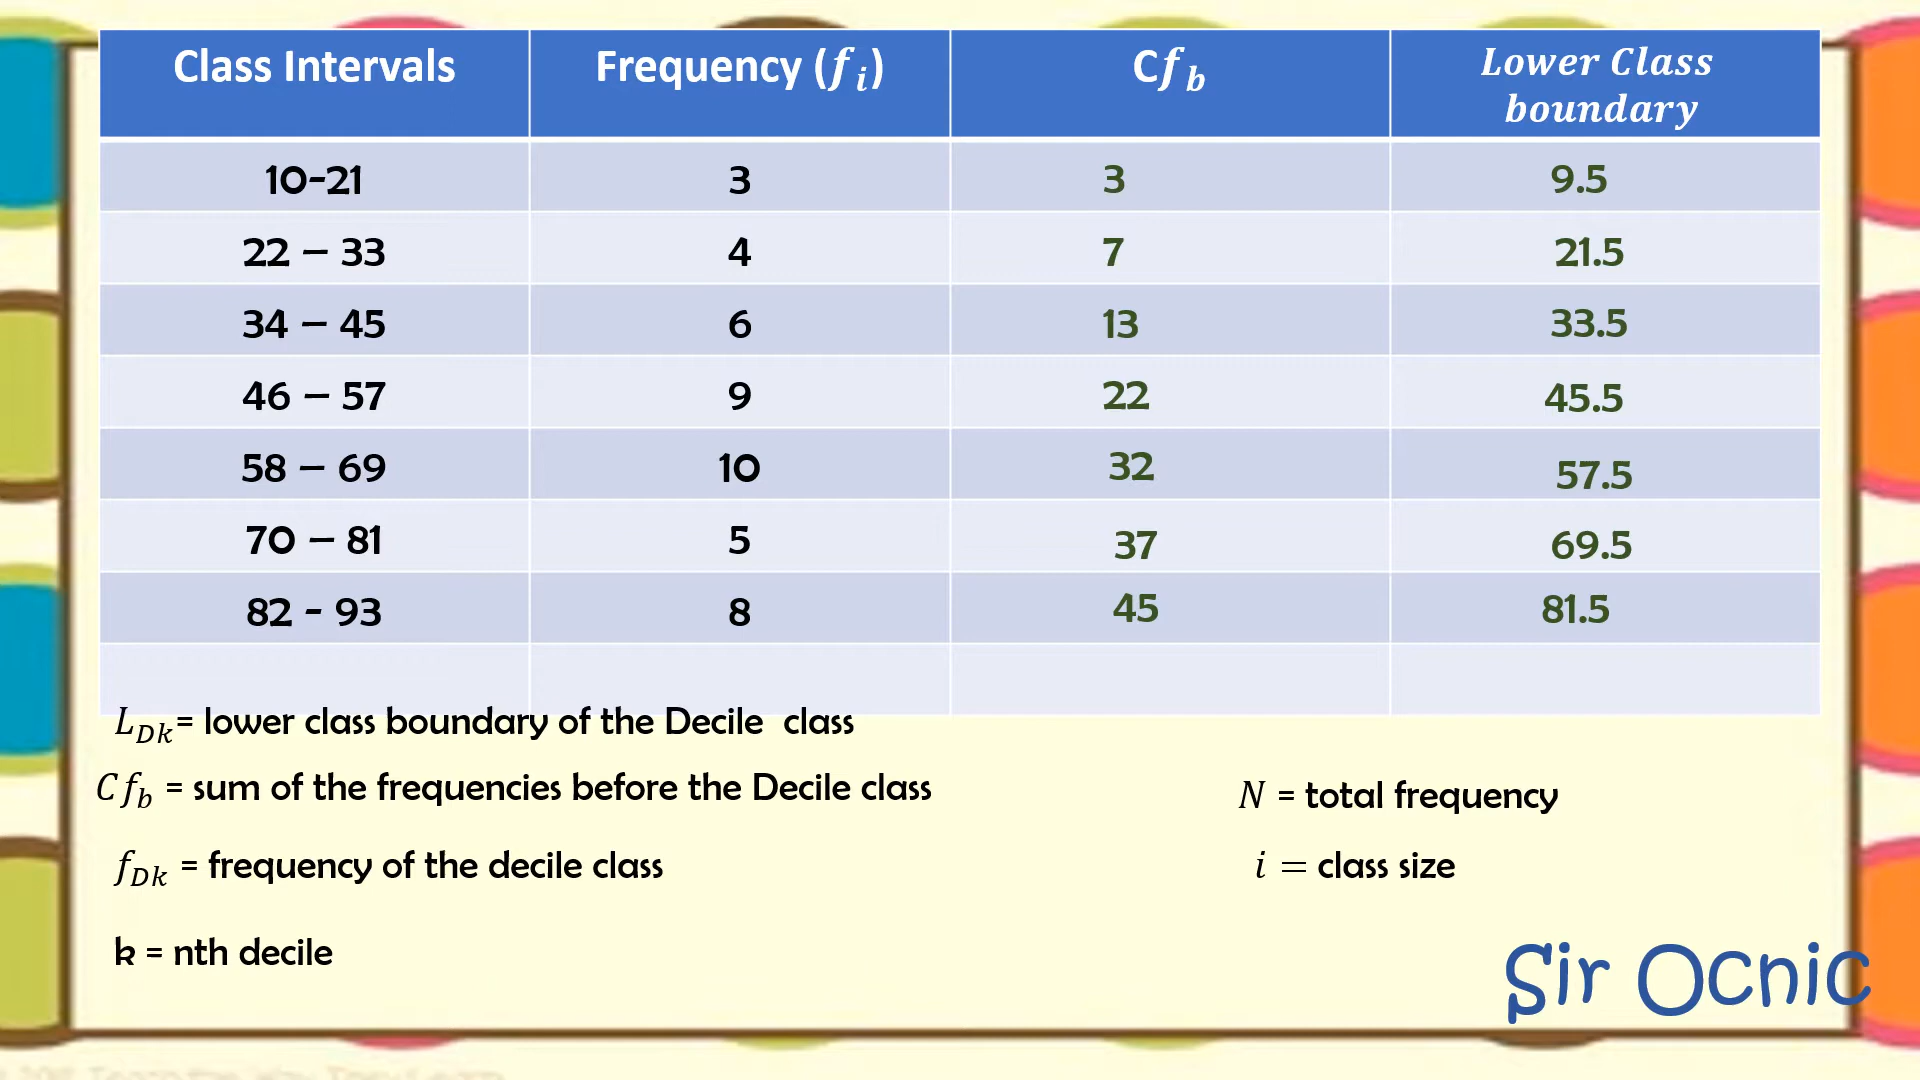 Class Intervals Frequency (fᵢ) Cf_b Lower Class
boundary
10-21 3 3 9.5
22 – 33 4 7 21.5
34 – 45 6 13 33.5
46 – 57 9 22 45.5
58 – 69 10 32 57.5
70 – 81 5 37 69.5
82 - 93 8 45 81.5
L_Dk= lower class boundary of the Decile class
Cf_b = sum of the frequencies before the Decile class
N = total frequency
f_Dk = frequency of the decile class
i = class size
k = nth decile
Sir Ocnic